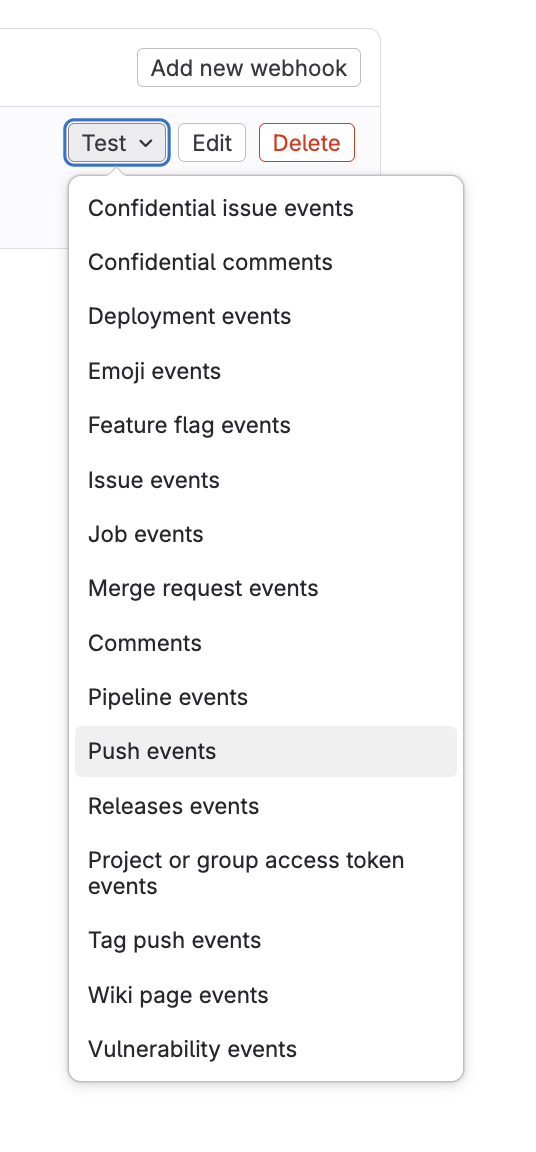 Add new webhook
Test
Edit
Delete
Confidential issue events
Confidential comments
Deployment events
Emoji events
Feature flag events
Issue events
Job events
Merge request events
Comments
Pipeline events
Push events
Releases events
Project or group access token
events
Tag push events
Wiki page events
Vulnerability events